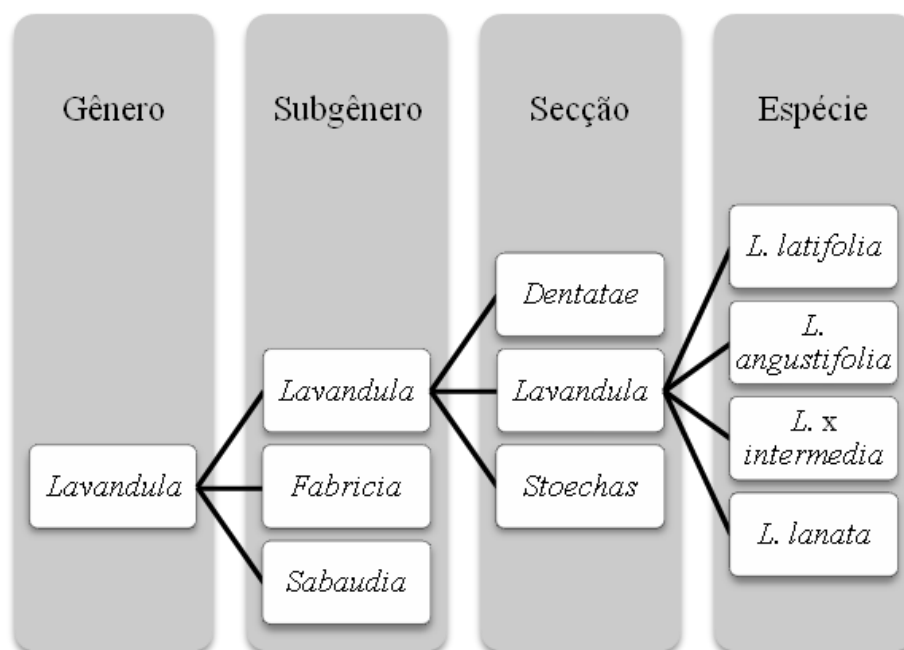 Gênero
Subgênero
Secção
Espécie
Lavandula
Lavandula
Fabricia
Sabaudia
Dentatae
Lavandula
Stoechas
L. latifolia
L.
angustifolia
L. x
intermedia
L. lanata